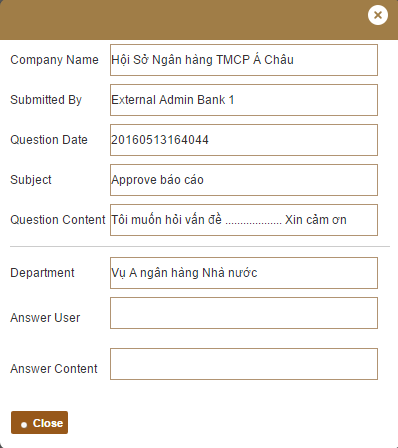 Company Name Hội Sở Ngân hàng TMCP Á Châu
Submitted By External Admin Bank 1
Question Date 20160513164044
Subject Approve báo cáo
Question Content Tôi muốn hỏi vấn đề ................... Xin cảm ơn
Department Vụ A ngân hàng Nhà nước
Answer User
Answer Content
Close